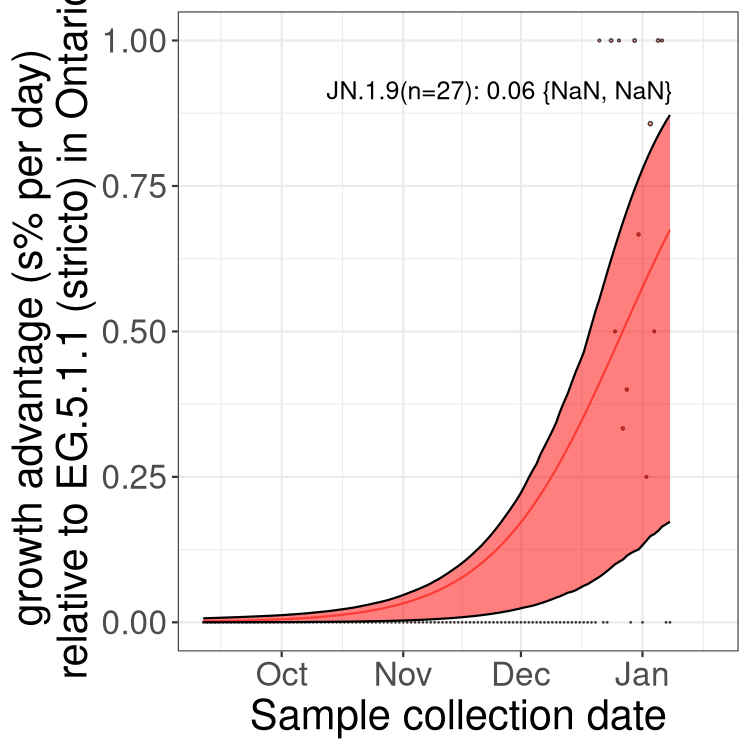 growth advantage (s% per day)
relative to EG.5.1.1 (stricto) in Ontario
1.00
0.75
0.50
0.25
0.00
JN.1.9(n=27): 0.06 {NaN, NaN}
Oct Nov Dec Jan
Sample collection date